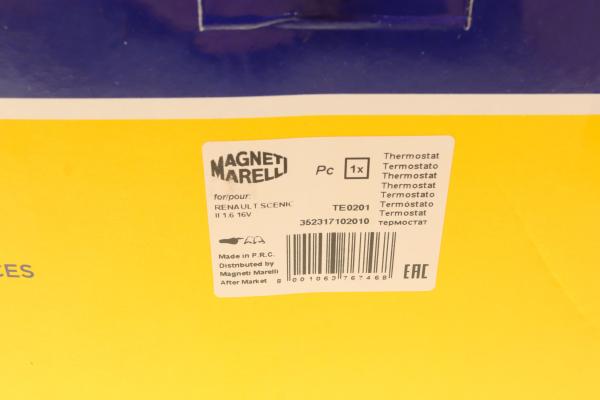 MAGNETI
MARELLI
Pc 1x
Thermostat
Termostato
Thermostat
Thermostat
Termostato
Termóstato
Termostat
термостат
for/pour:
RENAULT SCENIC
II 1.6 16V
TE0201
352317102010
Made in P.R.C.
Distributed by
Magneti Marelli
After Market
8 001063 767468
EAC
CES